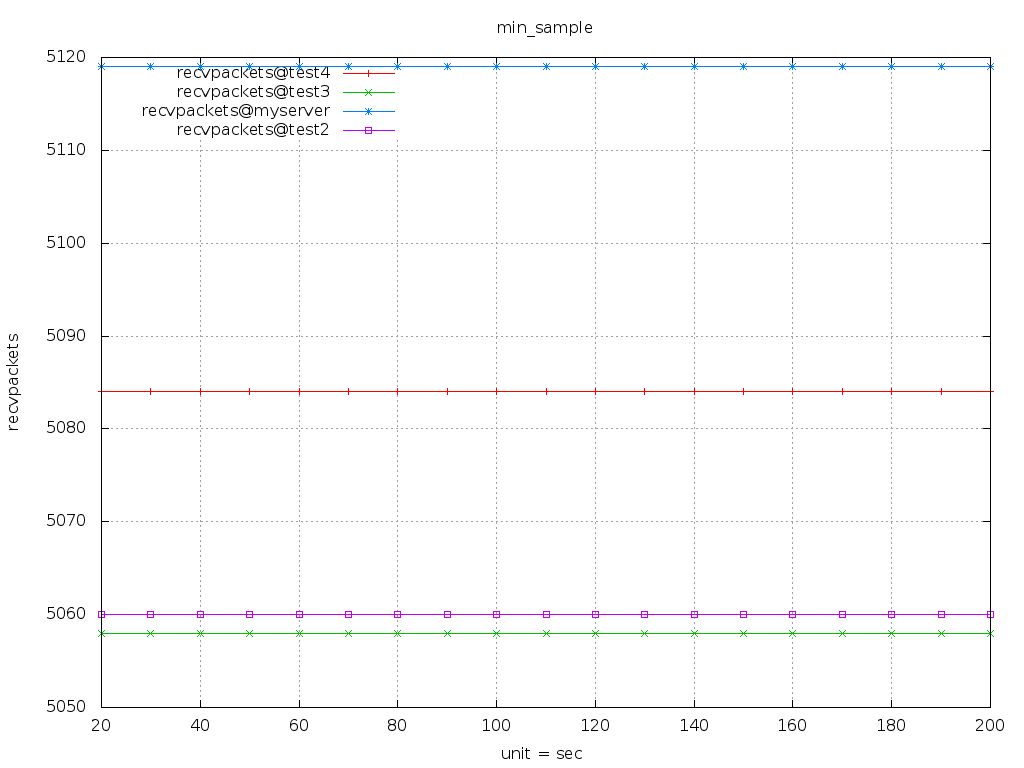 min_sample
5120
recvpackets@test4
recvpackets@test3
recvpackets@myserver
recvpackets@test2
5110
5100
5090
5080
5070
5060
5050
recvpackets
20 40 60 80 100 120 140 160 180 200
unit = sec